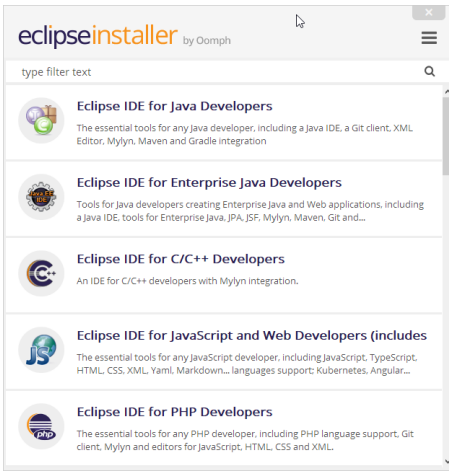 eclipseinstaller by Oomph
type filter text
Eclipse IDE for Java Developers
The essential tools for any Java developer, including a Java IDE, a Git client, XML
Editor, Mylyn, Maven and Gradle integration
Java EE
IDE
Eclipse IDE for Enterprise Java Developers
Tools for Java developers creating Enterprise Java and Web applications, including
a Java IDE, tools for Enterprise Java, JPA, JSF, Mylyn, Maven, Git and...
C++
Eclipse IDE for C/C++ Developers
An IDE for C/C++ developers with Mylyn integration.
JS
Eclipse IDE for JavaScript and Web Developers (includes
The essential tools for any JavaScript developer, including JavaScript, TypeScript,
HTML, CSS, XML, Yaml, Markdown... languages support; Kubernetes, Angular...
php
Eclipse IDE for PHP Developers
The essential tools for any PHP developer, including PHP language support, Git
client, Mylyn and editors for JavaScript, HTML, CSS and XML.